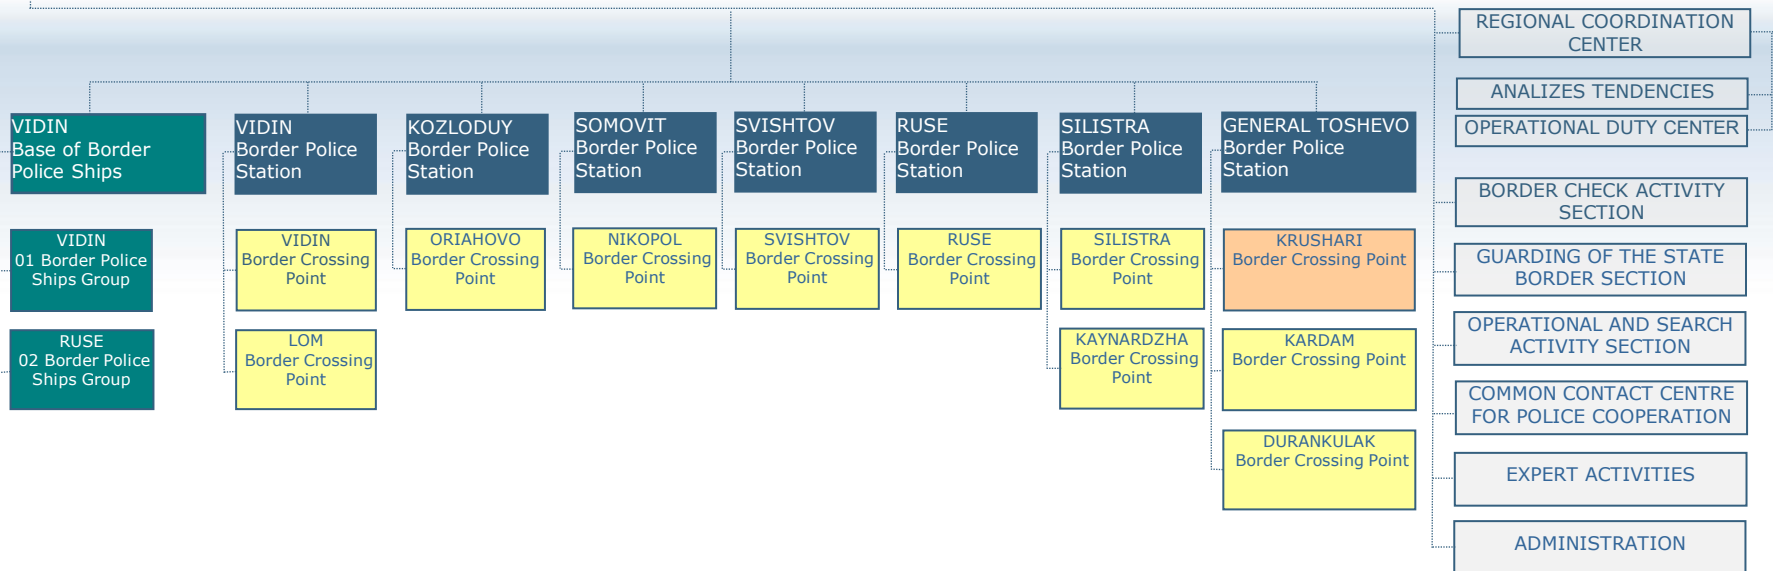 REGIONAL COORDINATION
CENTER
ANALIZES TENDENCIES
OPERATIONAL DUTY CENTER
VIDIN
Base of Border
Police Ships
VIDIN
Border Police
Station
KOZLODUY
Border Police
Station
SOMOVIT
Border Police
Station
SVISHTOV
Border Police
Station
RUSE
Border Police
Station
SILISTRA
Border Police
Station
GENERAL TOSHEVO
Border Police
Station
BORDER CHECK ACTIVITY
SECTION
VIDIN
01 Border Police
Ships Group
VIDIN
Border Crossing
Point
ORIAHOVO
Border Crossing
Point
NIKOPOL
Border Crossing
Point
SVISHTOV
Border Crossing
Point
RUSE
Border Crossing
Point
SILISTRA
Border Crossing
Point
KRUSHARI
Border Crossing Point
GUARDING OF THE STATE
BORDER SECTION
RUSE
02 Border Police
Ships Group
LOM
Border Crossing
Point
KAYNARDZHA
Border Crossing
Point
KARDAM
Border Crossing Point
OPERATIONAL AND SEARCH
ACTIVITY SECTION
COMMON CONTACT CENTRE
FOR POLICE COOPERATION
DURANKULAK
Border Crossing Point
EXPERT ACTIVITIES
ADMINISTRATION